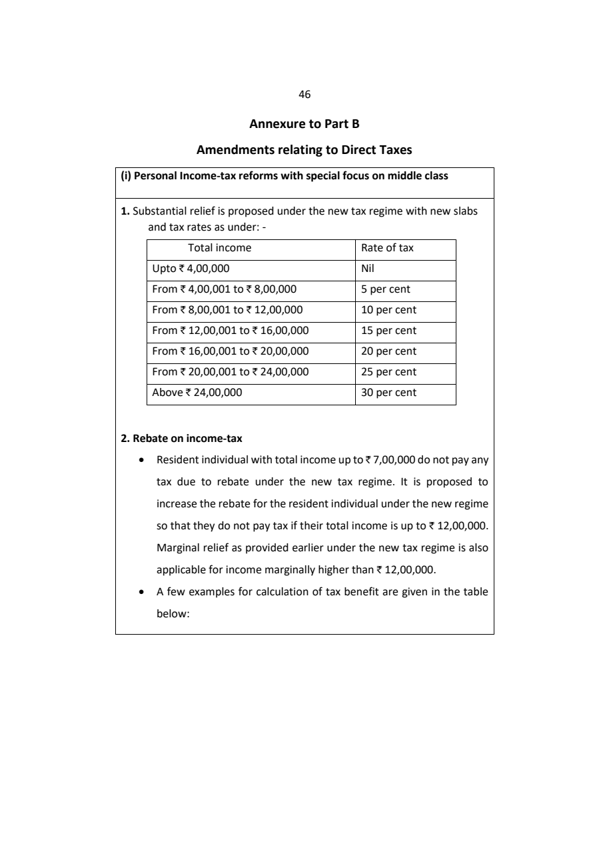 46
Annexure to Part B
Amendments relating to Direct Taxes
(i) Personal Income-tax reforms with special focus on middle class
1. Substantial relief is proposed under the new tax regime with new slabs
and tax rates as under: -
Total income Rate of tax
Upto ₹ 4,00,000 Nil
From ₹ 4,00,001 to ₹ 8,00,000 5 per cent
From ₹ 8,00,001 to ₹ 12,00,000 10 per cent
From ₹ 12,00,001 to ₹ 16,00,000 15 per cent
From ₹ 16,00,001 to ₹ 20,00,000 20 per cent
From ₹ 20,00,001 to ₹ 24,00,000 25 per cent
Above ₹ 24,00,000 30 per cent
2. Rebate on income-tax
• Resident individual with total income up to ₹ 7,00,000 do not pay any
tax due to rebate under the new tax regime. It is proposed to
increase the rebate for the resident individual under the new regime
so that they do not pay tax if their total income is up to ₹ 12,00,000.
Marginal relief as provided earlier under the new tax regime is also
applicable for income marginally higher than ₹ 12,00,000.
• A few examples for calculation of tax benefit are given in the table
below: